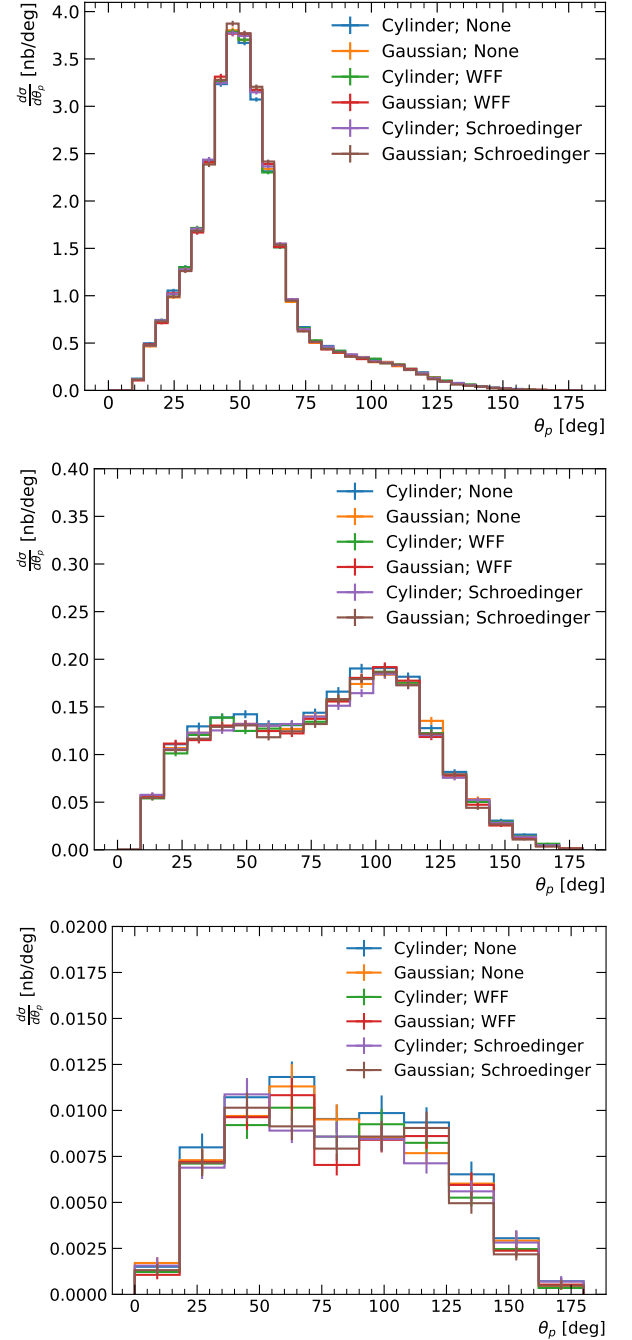 dσ/dθₚ [nb/deg]
4.0
3.5
3.0
2.5
2.0
1.5
1.0
0.5
0.0
Cylinder; None
Gaussian; None
Cylinder; WFF
Gaussian; WFF
Cylinder; Schroedinger
Gaussian; Schroedinger
0 25 50 75 100 125 150 175
θₚ [deg]
dσ/dθₚ [nb/deg]
0.40
0.35
0.30
0.25
0.20
0.15
0.10
0.05
0.00
Cylinder; None
Gaussian; None
Cylinder; WFF
Gaussian; WFF
Cylinder; Schroedinger
Gaussian; Schroedinger
0 25 50 75 100 125 150 175
θₚ [deg]
dσ/dθₚ [nb/deg]
0.0200
0.0175
0.0150
0.0125
0.0100
0.0075
0.0050
0.0025
0.0000
Cylinder; None
Gaussian; None
Cylinder; WFF
Gaussian; WFF
Cylinder; Schroedinger
Gaussian; Schroedinger
0 25 50 75 100 125 150 175
θₚ [deg]